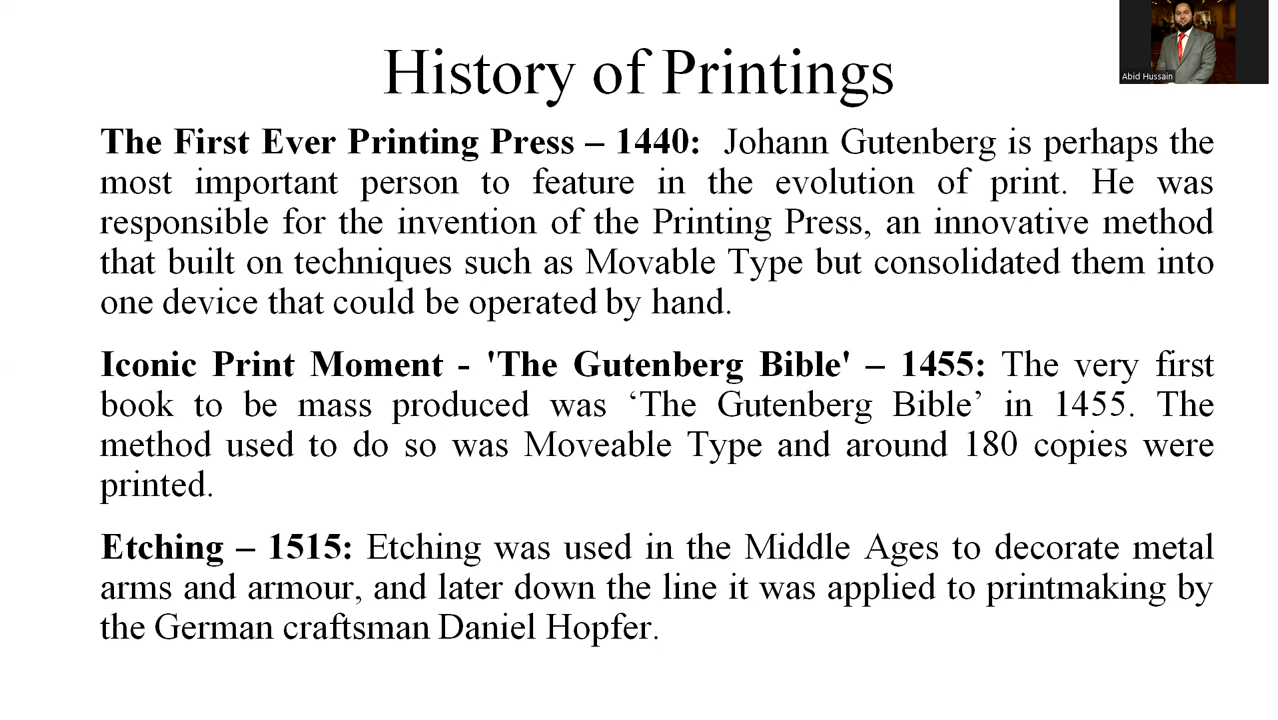 History of Printings
Abid Hussain
The First Ever Printing Press – 1440: Johann Gutenberg is perhaps the
most important person to feature in the evolution of print. He was
responsible for the invention of the Printing Press, an innovative method
that built on techniques such as Movable Type but consolidated them into
one device that could be operated by hand.
Iconic Print Moment - 'The Gutenberg Bible' – 1455: The very first
book to be mass produced was ‘The Gutenberg Bible’ in 1455. The
method used to do so was Moveable Type and around 180 copies were
printed.
Etching – 1515: Etching was used in the Middle Ages to decorate metal
arms and armour, and later down the line it was applied to printmaking by
the German craftsman Daniel Hopfer.